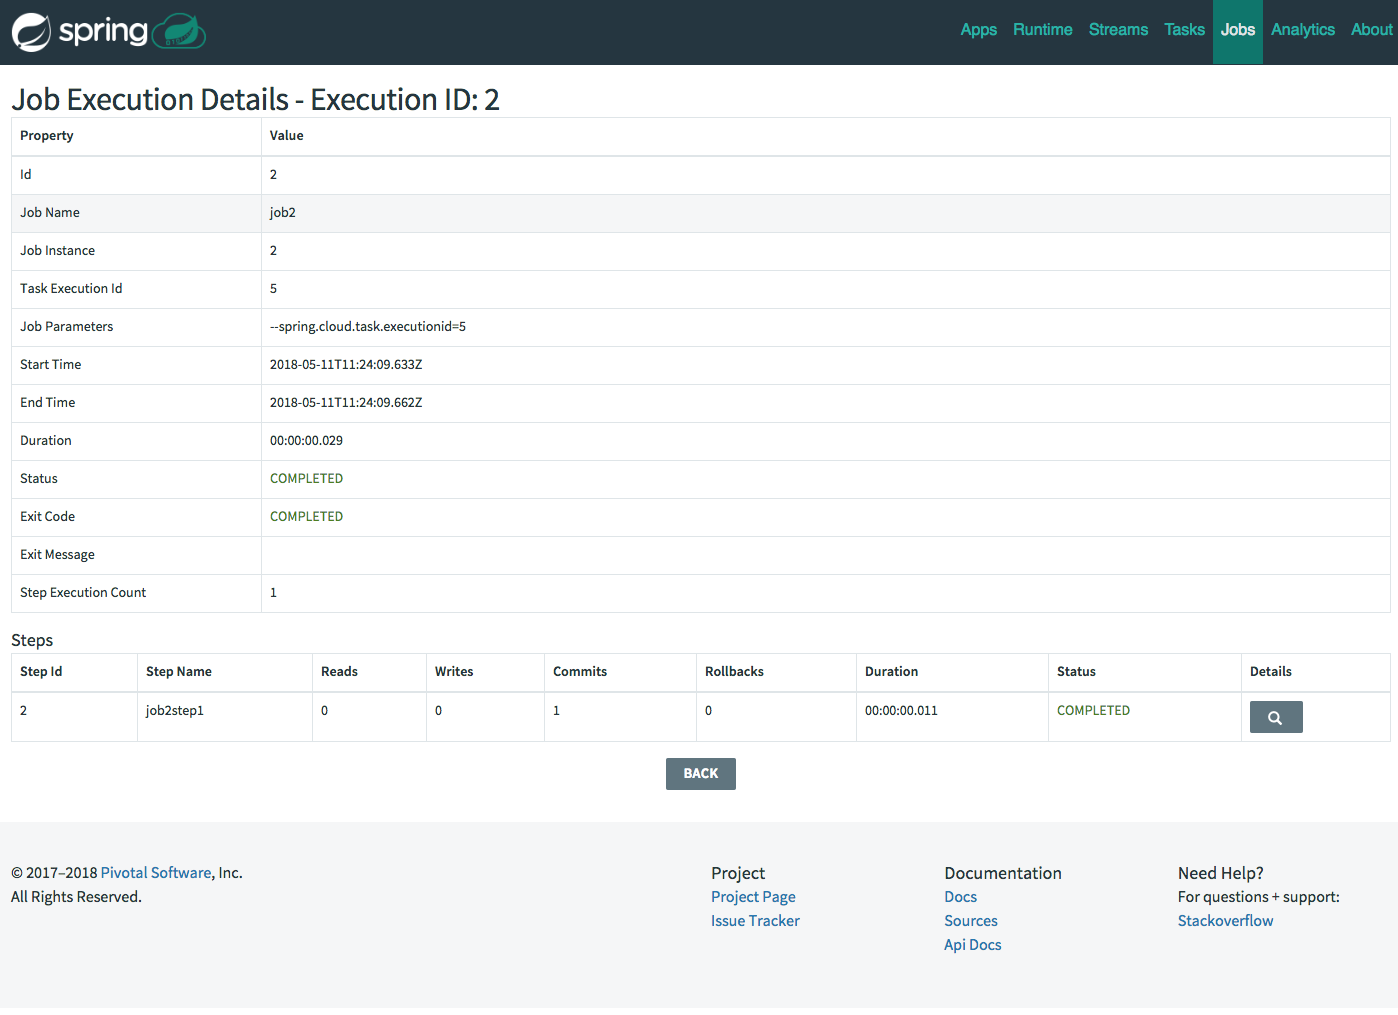 spring
Apps Runtime Streams Tasks Jobs Analytics About
Job Execution Details - Execution ID: 2
Property Value
Id 2
Job Name job2
Job Instance 2
Task Execution Id 5
Job Parameters --spring.cloud.task.executionid=5
Start Time 2018-05-11T11:24:09.633Z
End Time 2018-05-11T11:24:09.662Z
Duration 00:00:00.029
Status COMPLETED
Exit Code COMPLETED
Exit Message
Step Execution Count 1
Steps
Step Id Step Name Reads Writes Commits Rollbacks Duration Status Details
2 job2step1 0 0 1 0 00:00:00.011 COMPLETED
BACK
© 2017–2018 Pivotal Software, Inc.
All Rights Reserved.
Project
Project Page
Issue Tracker
Documentation
Docs
Sources
Api Docs
Need Help?
For questions + support:
Stackoverflow